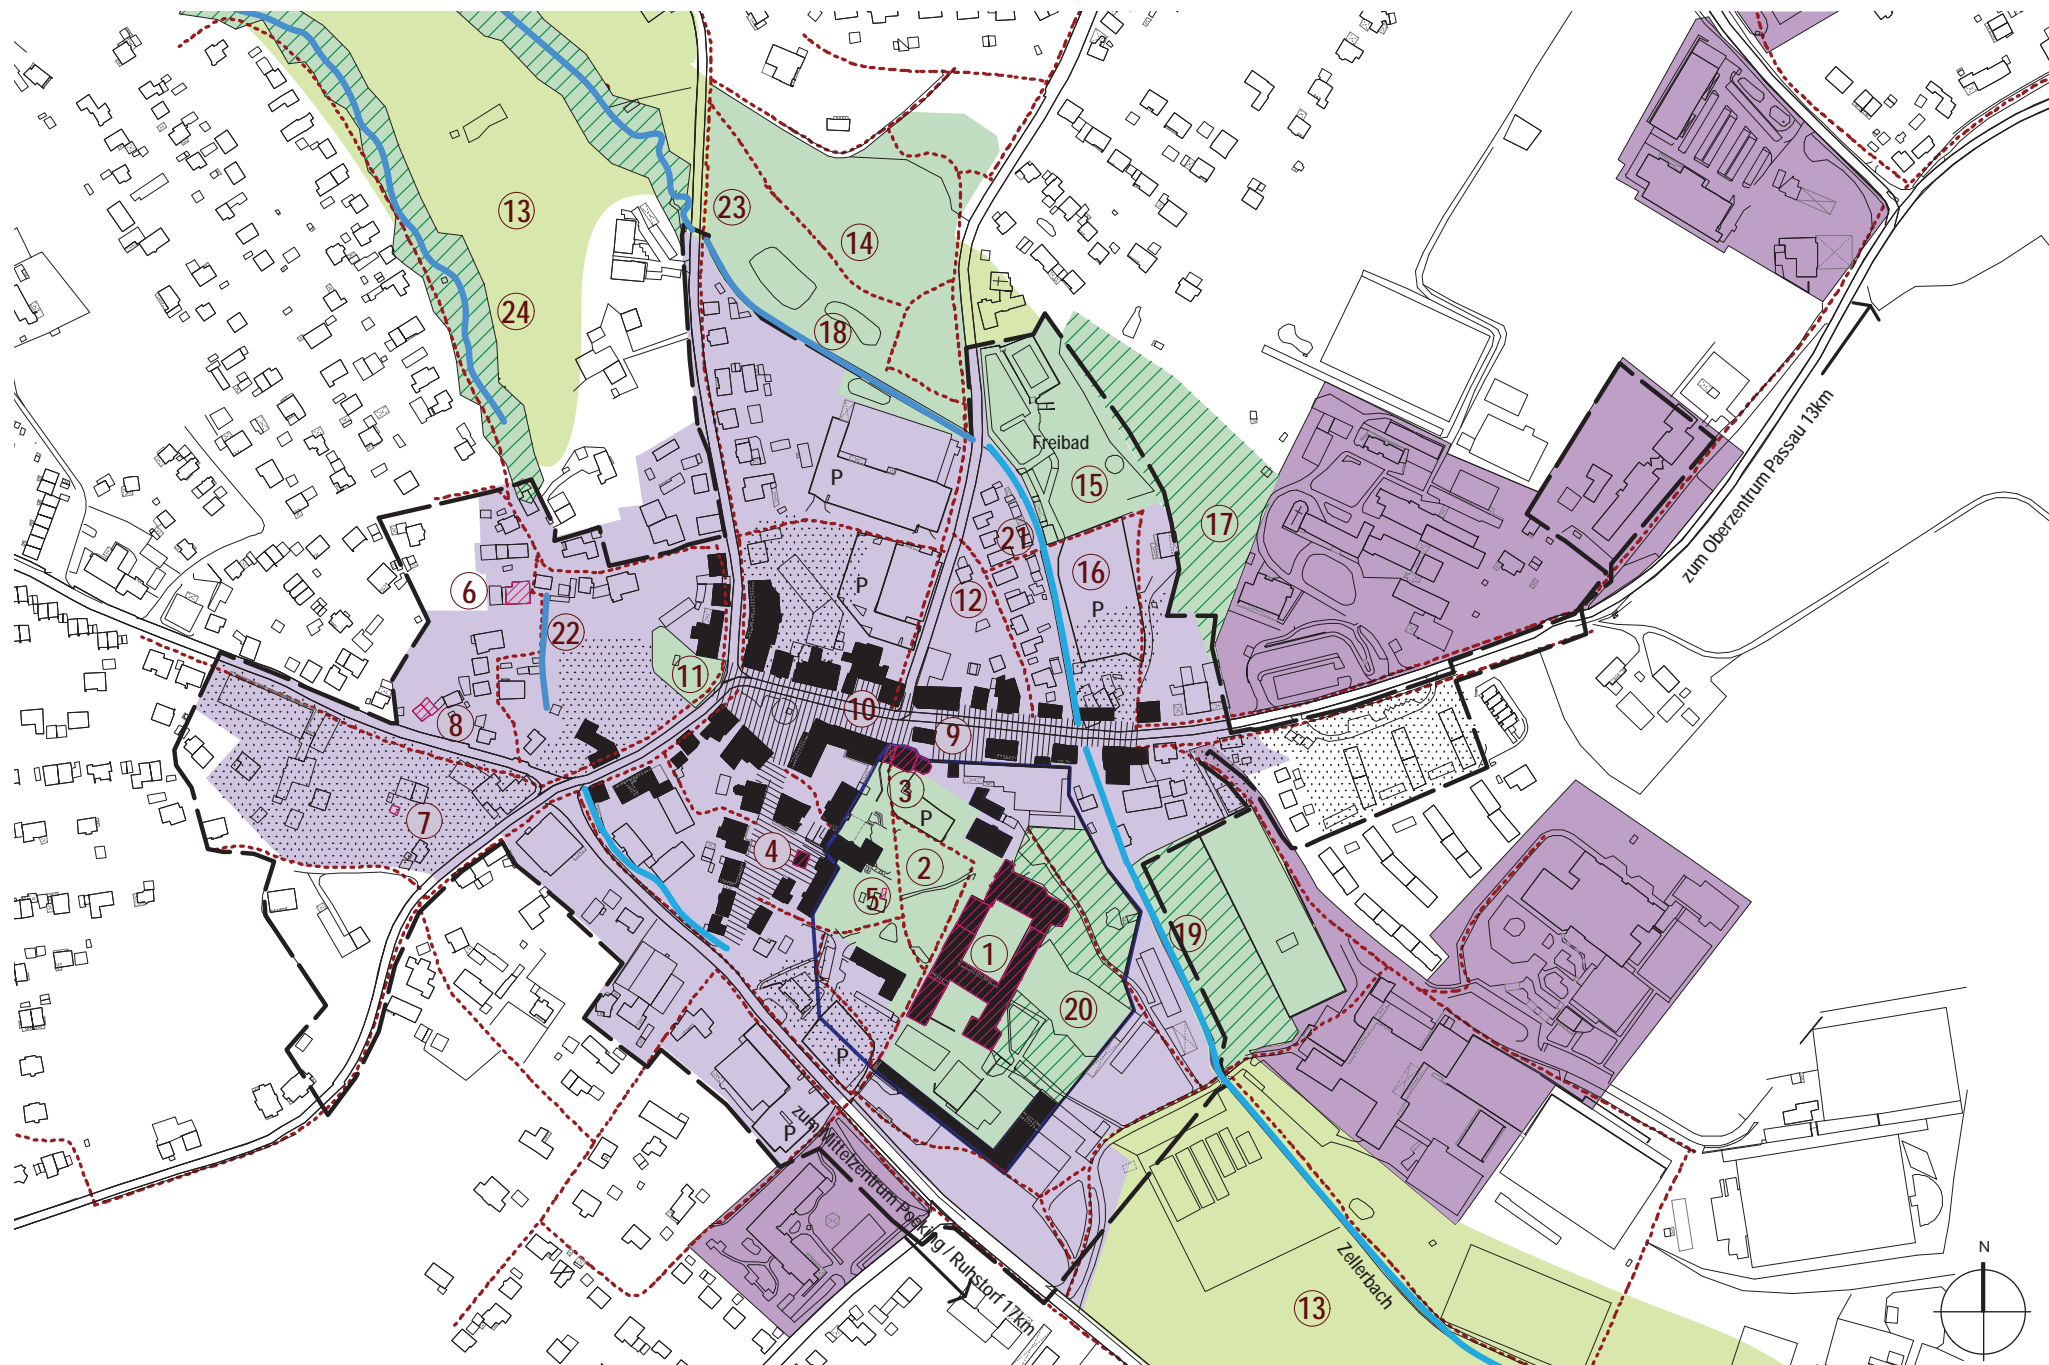 13
23
14
24
18
Freibad
P
15
17
zum Oberzentrum Passau 13km
21
16
P
P
6
12
22
11
10
9
8
3
7
P
4
2
5
1
19
20
P
P
zum Mittelzentrum Pocking / Ruhstorf 17km
Zellerbach
13
N